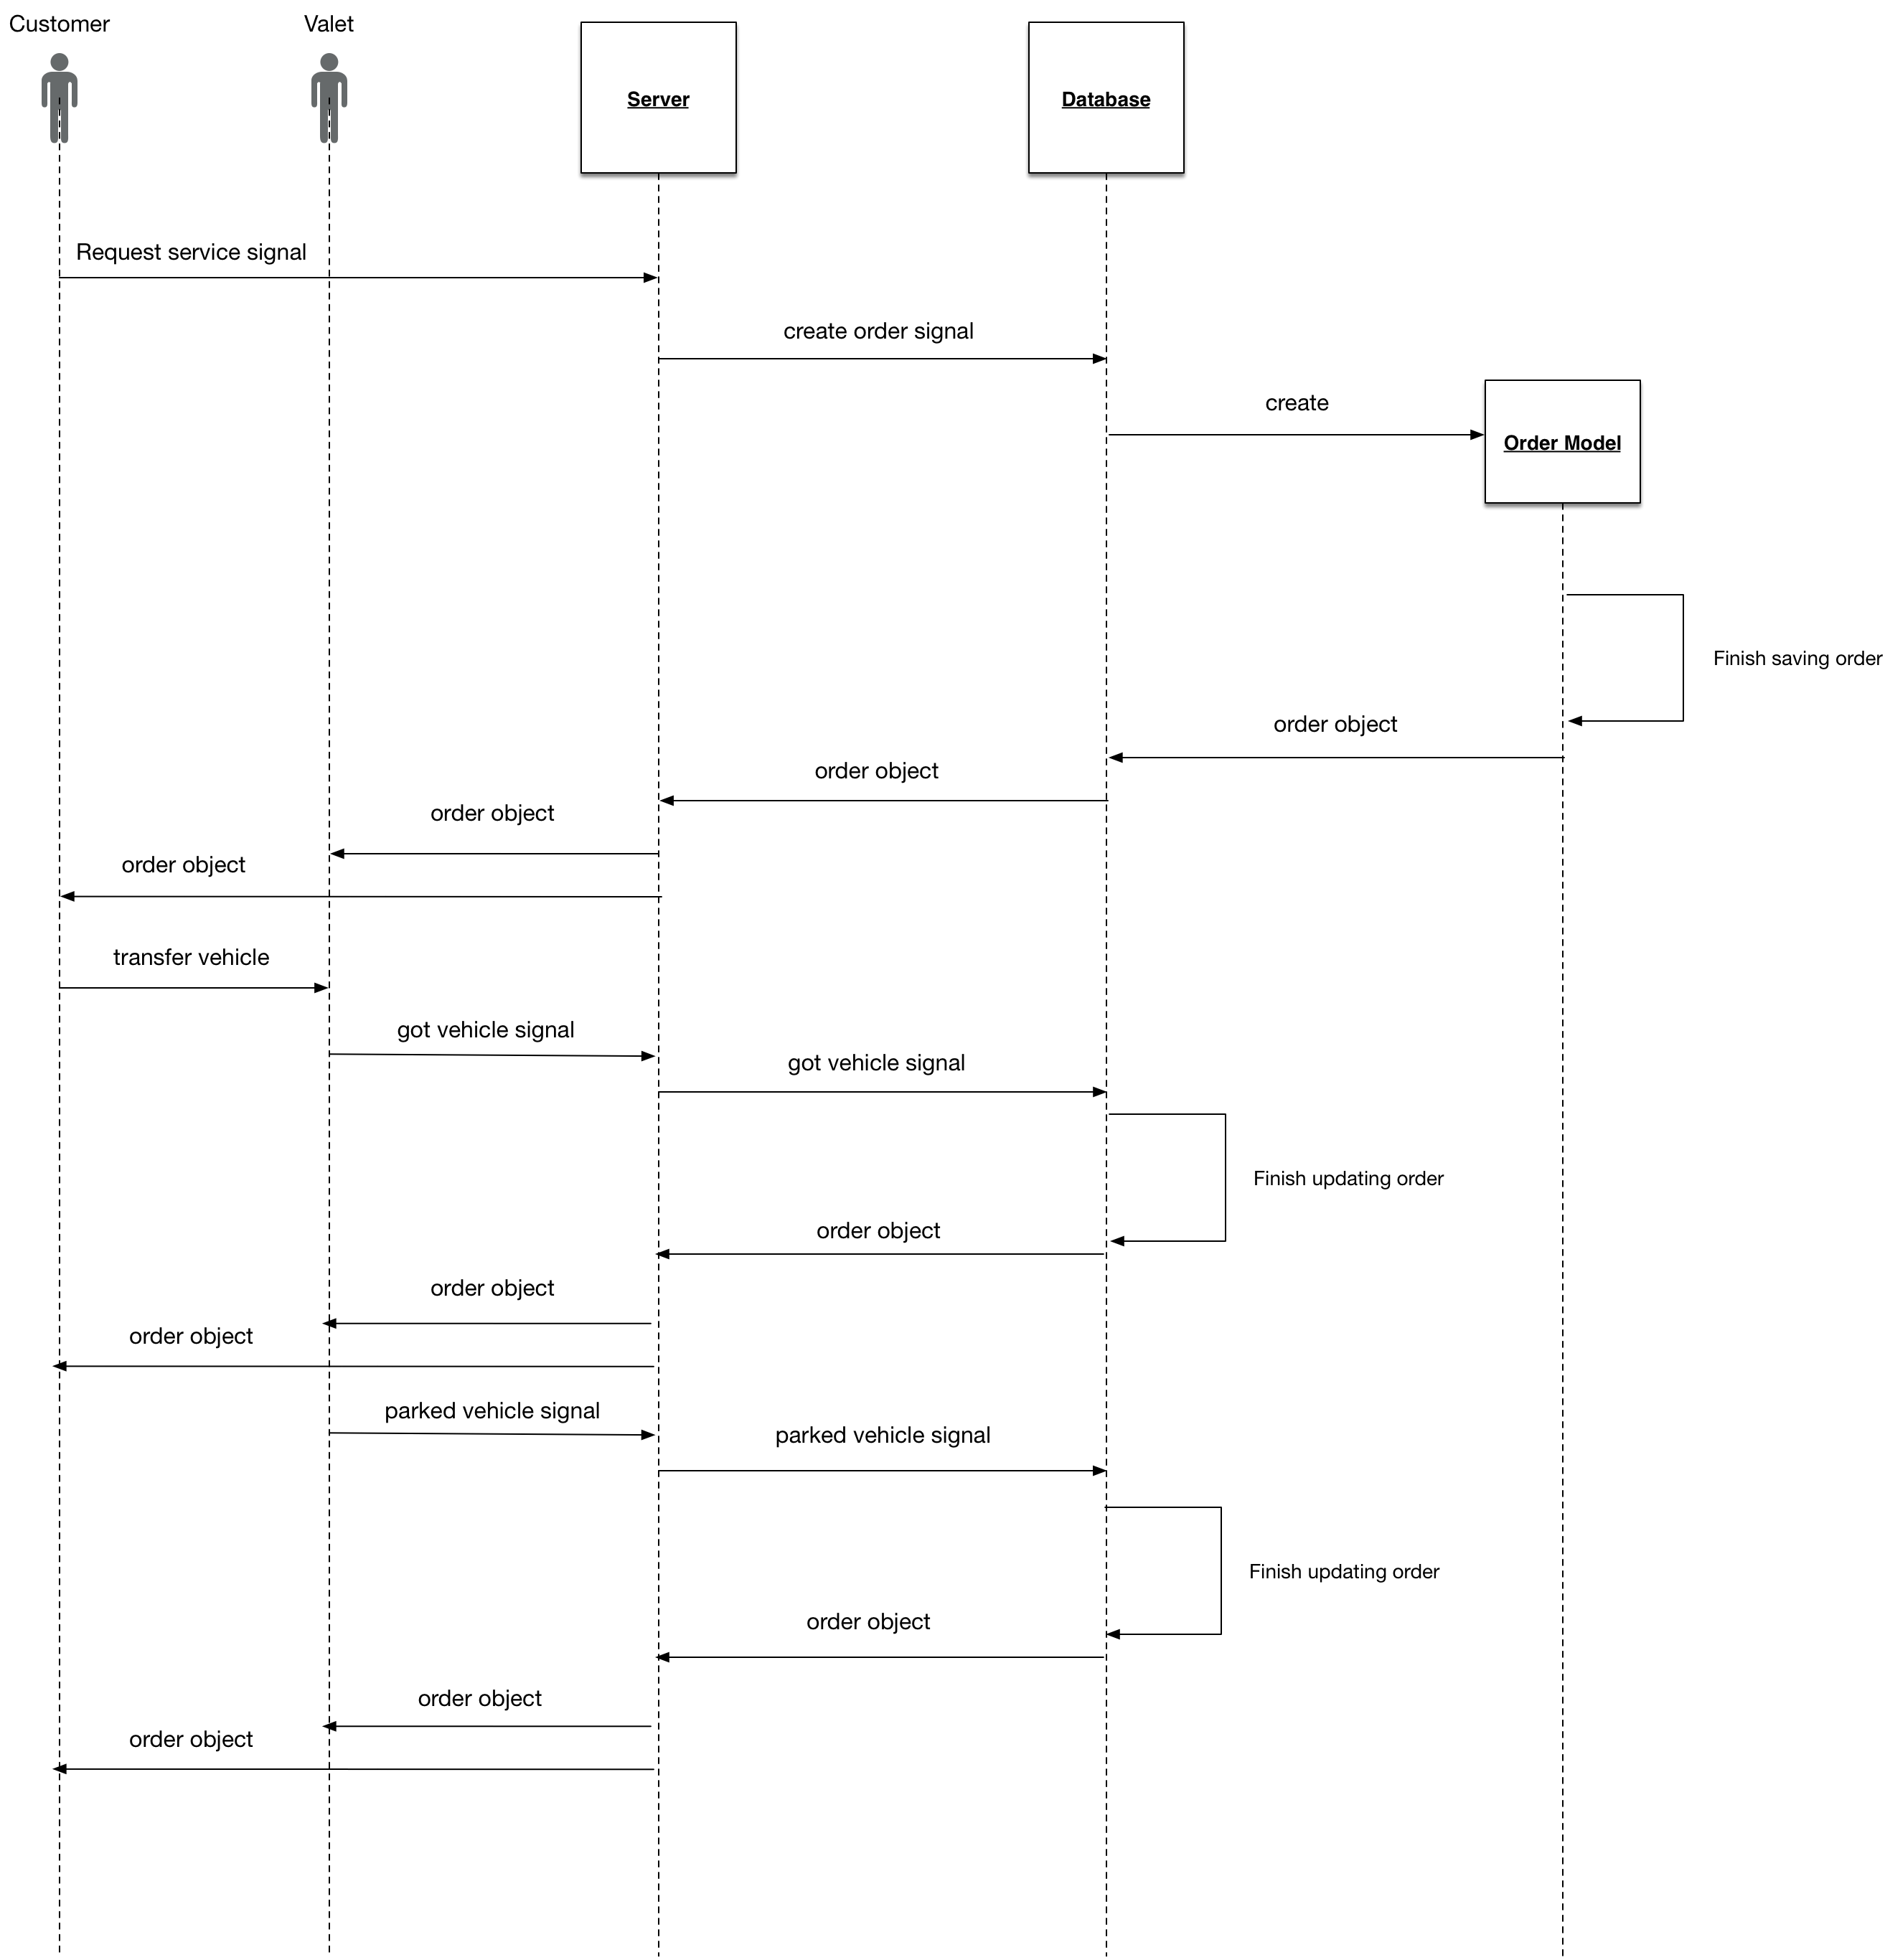 Customer
Valet
Server
Database
Request service signal
create order signal
create
Order Model
Finish saving order
order object
order object
order object
order object
transfer vehicle
got vehicle signal
got vehicle signal
Finish updating order
order object
order object
order object
parked vehicle signal
parked vehicle signal
Finish updating order
order object
order object
order object